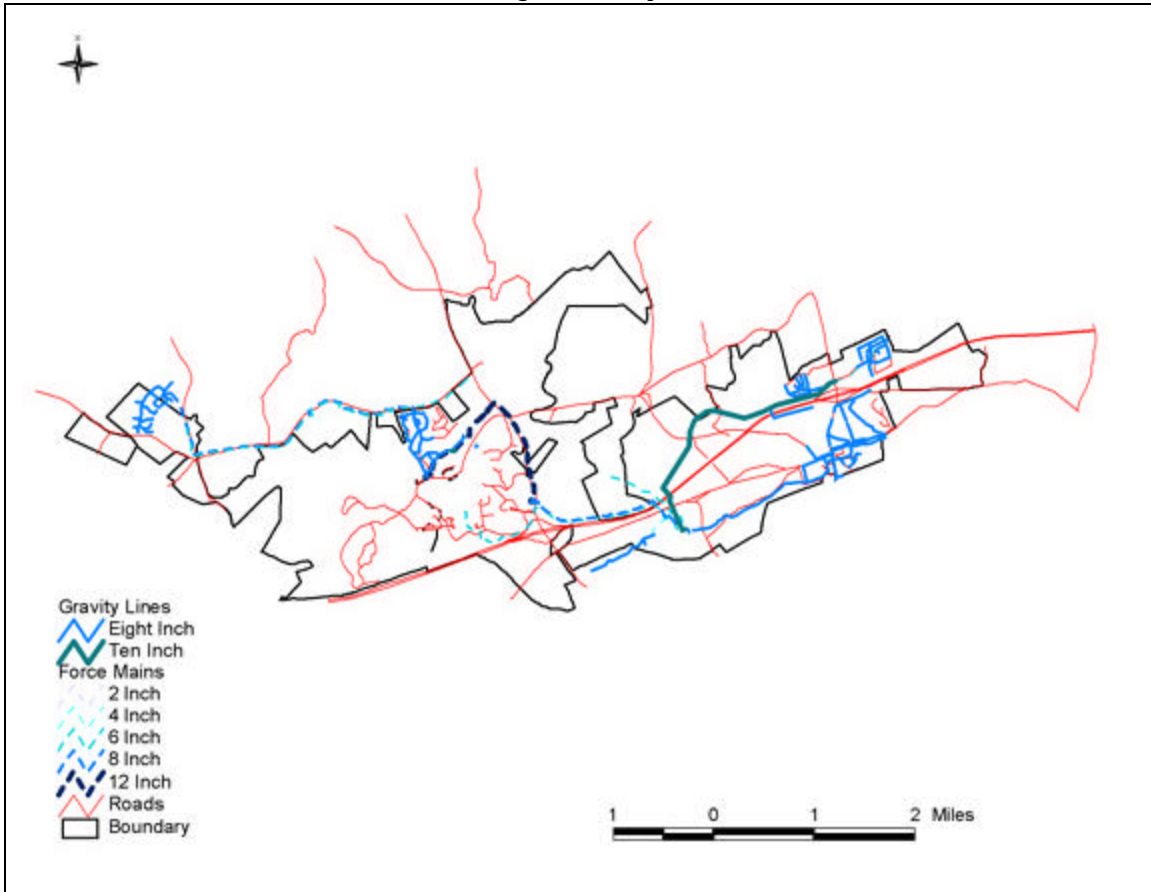 Gravity Lines
Eight Inch
Ten Inch
Force Mains
2 Inch
4 Inch
6 Inch
8 Inch
12 Inch
Roads
Boundary
1 0 1 2 Miles